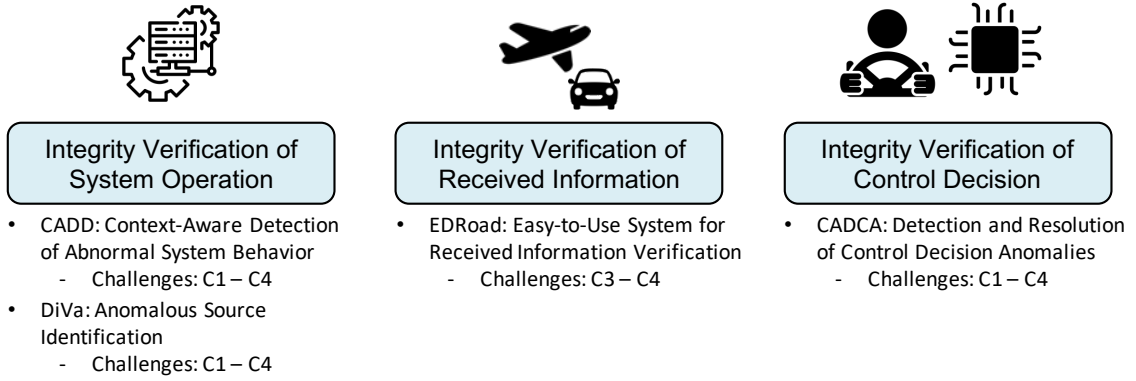 Integrity Verification of
System Operation
• CADD: Context-Aware Detection
of Abnormal System Behavior
- Challenges: C1 – C4
• DiVa: Anomalous Source
Identification
- Challenges: C1 – C4
Integrity Verification of
Received Information
• EDRoad: Easy-to-Use System for
Received Information Verification
- Challenges: C3 – C4
Integrity Verification of
Control Decision
• CADCA: Detection and Resolution
of Control Decision Anomalies
- Challenges: C1 – C4